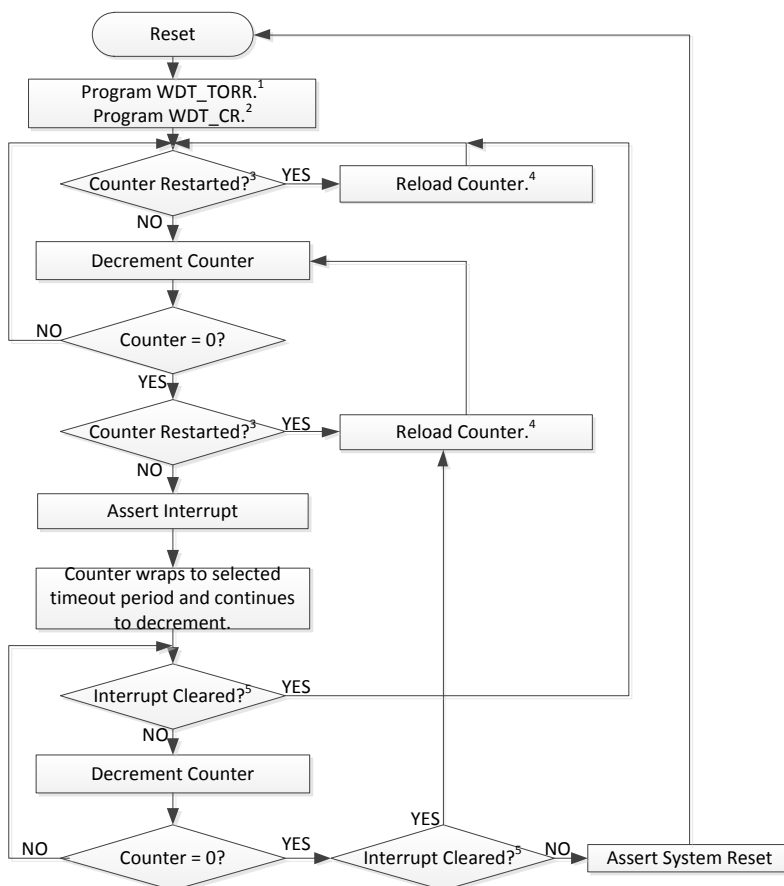 Reset
Program WDT_TORR.1
Program WDT_CR.2
Counter Restarted?3
YES
Reload Counter.4
NO
Decrement Counter
NO
Counter = 0?
YES
Counter Restarted?3
YES
Reload Counter.4
NO
Assert Interrupt
Counter wraps to selected
timeout period and continues
to decrement.
Interrupt Cleared?5
YES
NO
Decrement Counter
NO
Counter = 0?
YES
YES
Interrupt Cleared?5
NO
Assert System Reset